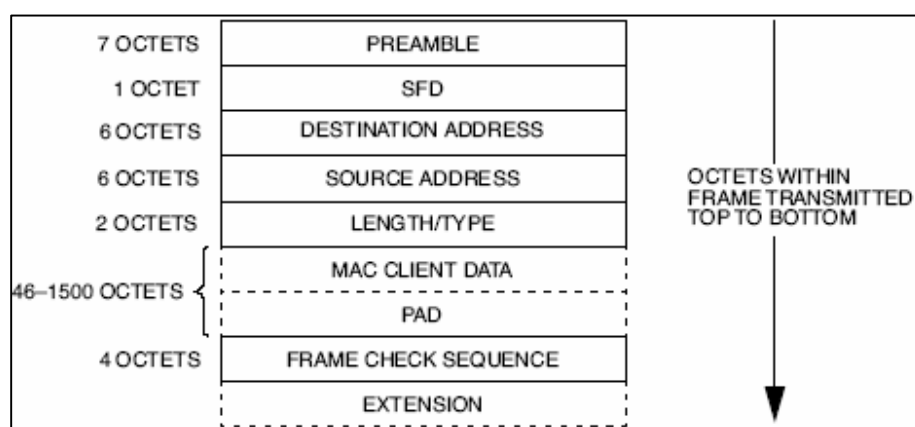 7 OCTETS PREAMBLE
1 OCTET SFD
6 OCTETS DESTINATION ADDRESS
6 OCTETS SOURCE ADDRESS
2 OCTETS LENGTH/TYPE
MAC CLIENT DATA
46–1500 OCTETS
PAD
4 OCTETS FRAME CHECK SEQUENCE
EXTENSION
OCTETS WITHIN
FRAME TRANSMITTED
TOP TO BOTTOM